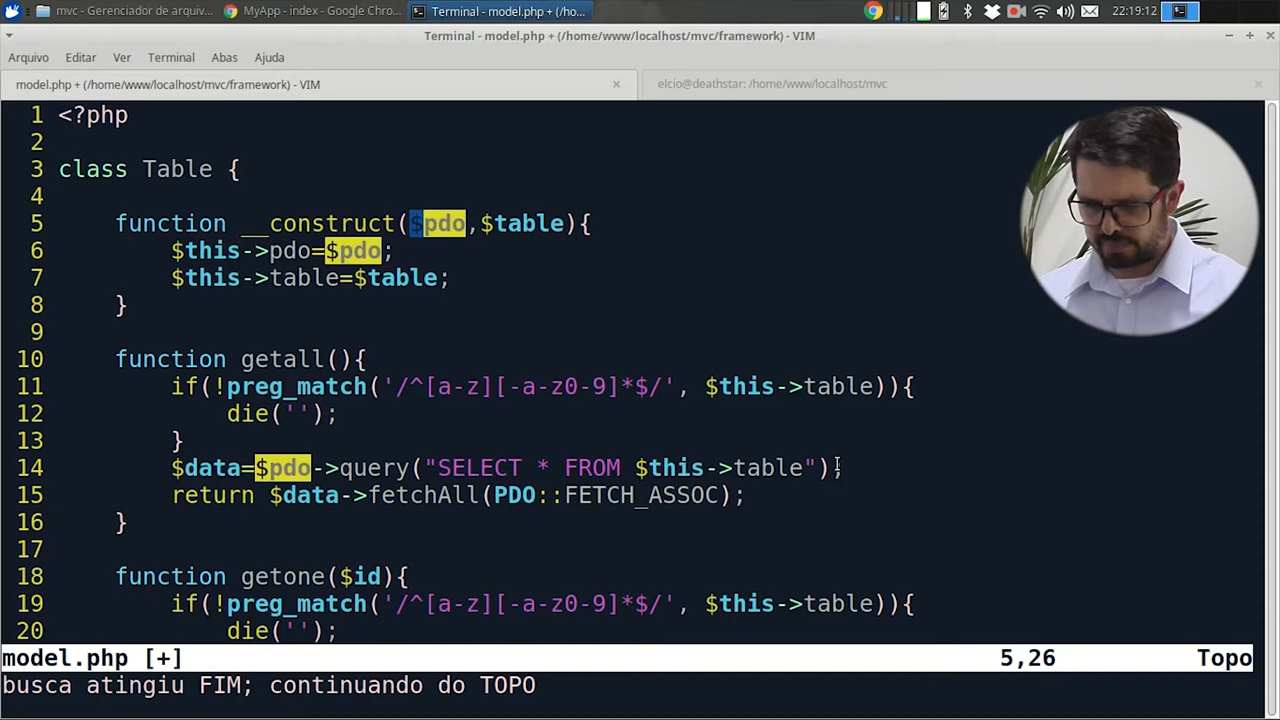 mvc - Gerenciador de arquiv... MyApp - index - Google Chro... Terminal - model.php + (/ho... 22:19:12
Terminal - model.php + (/home/www/localhost/mvc/framework) - VIM
Arquivo Editar Ver Terminal Abas Ajuda
model.php + (/home/www/localhost/mvc/framework) - VIM elcio@deathstar: /home/www/localhost/mvc
1 <?php
2
3 class Table {
4
5 function __construct($pdo,$table){
6 $this->pdo=$pdo;
7 $this->table=$table;
8 }
9
10 function getall(){
11 if(!preg_match('/^[a-z][-a-z0-9]*$/', $this->table)){
12 die('');
13 }
14 $data=$pdo->query("SELECT * FROM $this->table");
15 return $data->fetchAll(PDO::FETCH_ASSOC);
16 }
17
18 function getone($id){
19 if(!preg_match('/^[a-z][-a-z0-9]*$/', $this->table)){
20 die('');
model.php [+] 5,26 Topo
busca atingiu FIM; continuando do TOPO